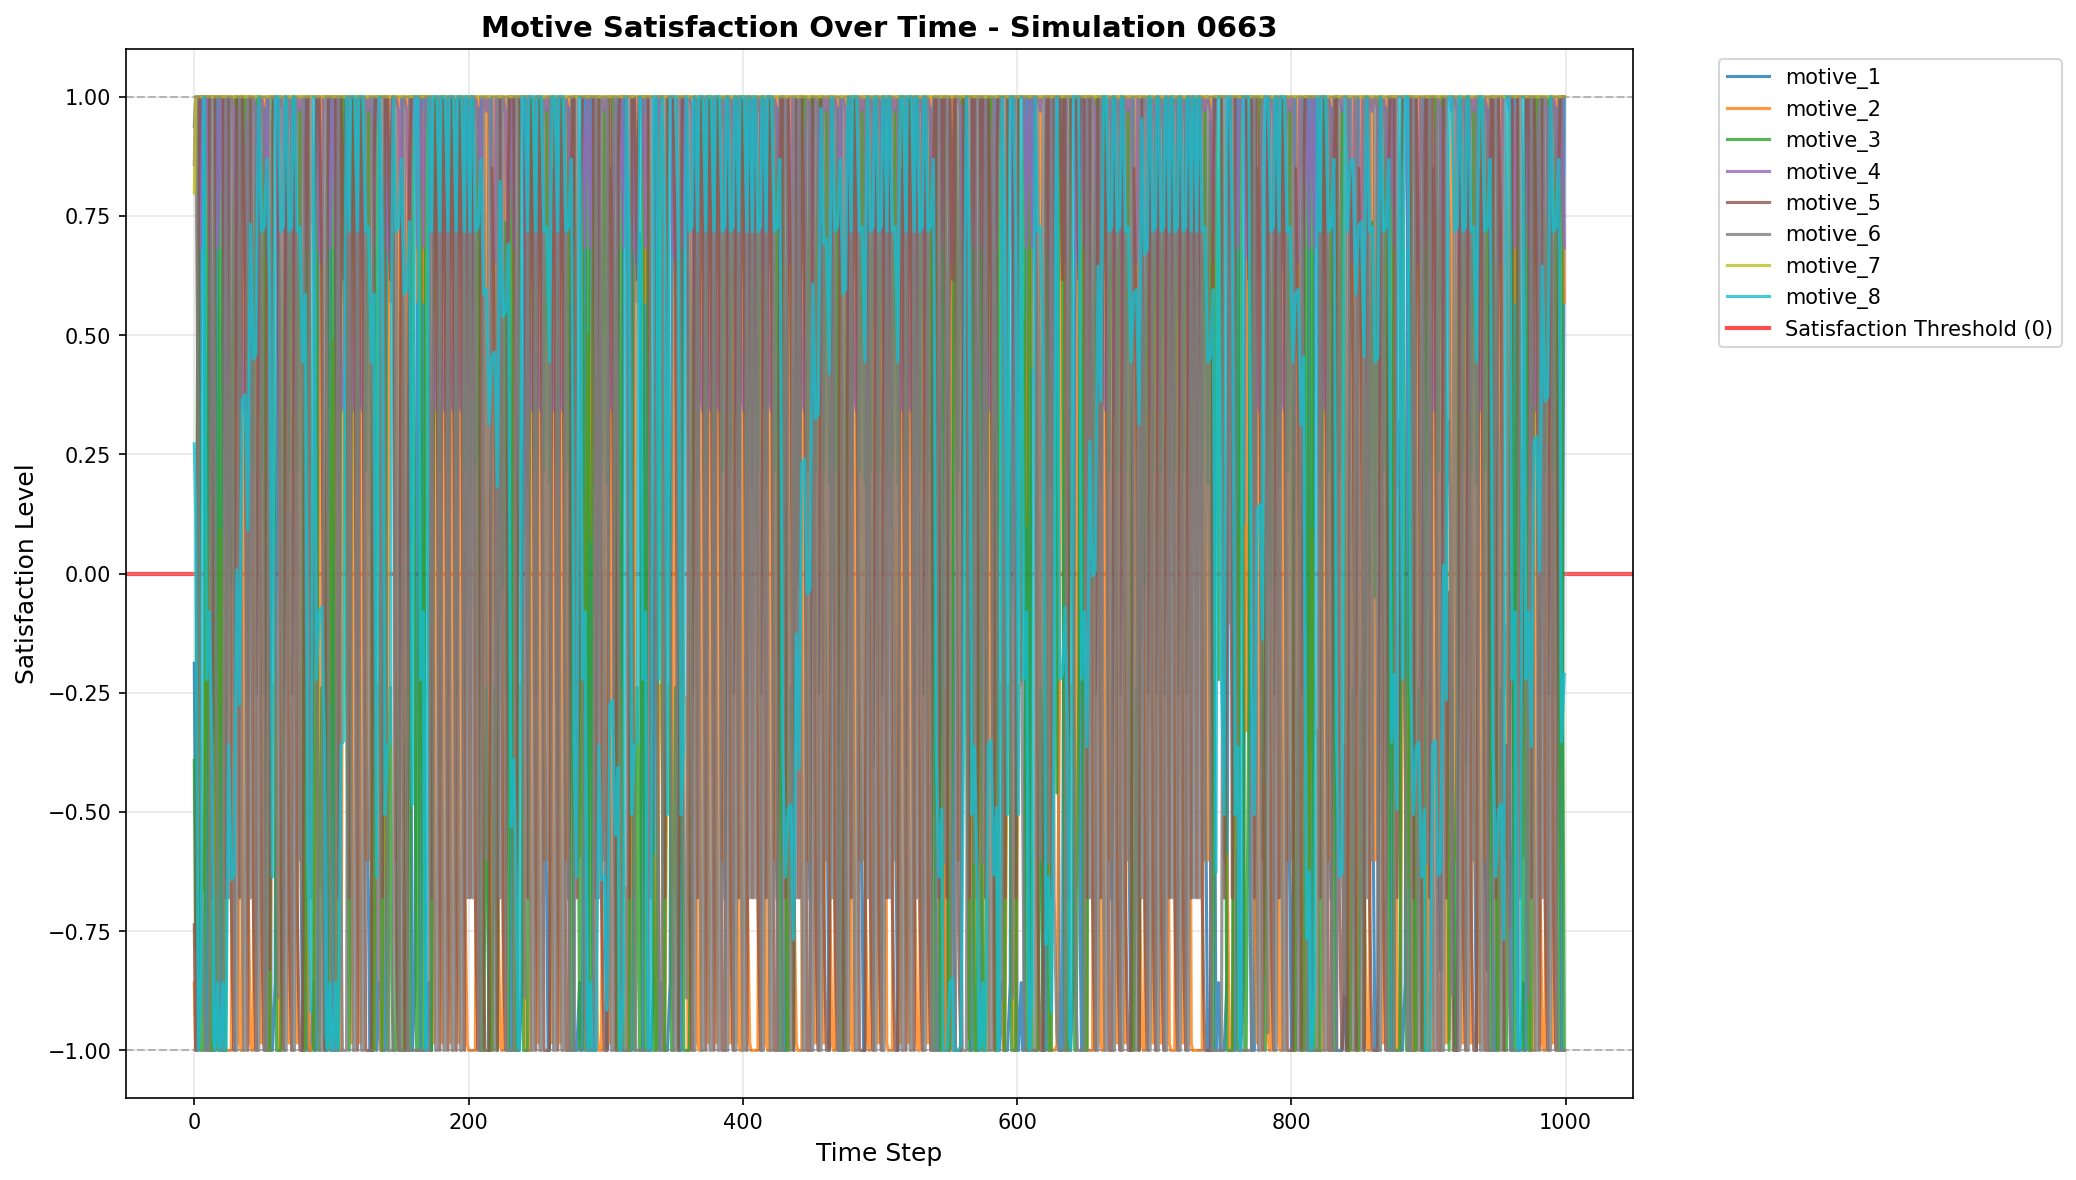 Motive Satisfaction Over Time - Simulation 0663
1.00
0.75
0.50
0.25
0.00
−0.25
−0.50
−0.75
−1.00
Satisfaction Level
0
200
400
600
800
1000
Time Step
motive_1
motive_2
motive_3
motive_4
motive_5
motive_6
motive_7
motive_8
Satisfaction Threshold (0)